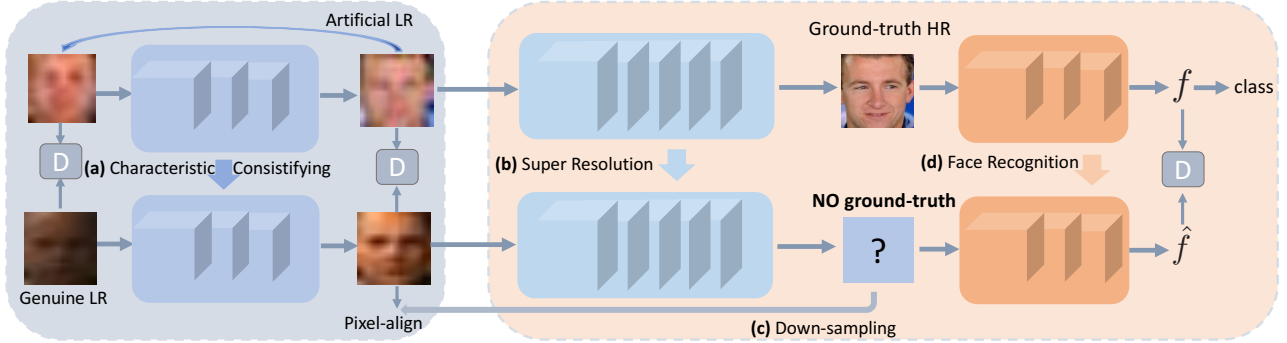 Artificial LR
Ground-truth HR
f
class
D
(a) Characteristic Consistifying
D
(b) Super Resolution
(d) Face Recognition
D
NO ground-truth
?
f̂
Genuine LR
Pixel-align
(c) Down-sampling